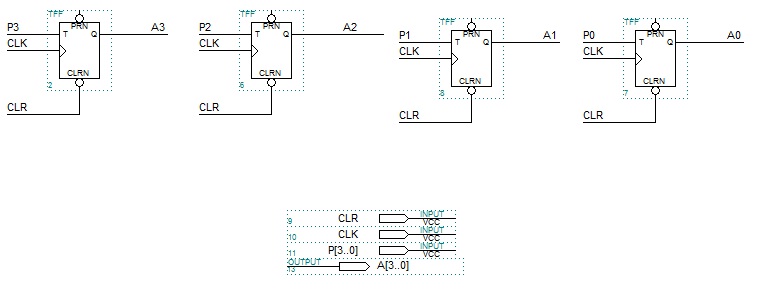 TFF TFF TFF TFF
P3 PRN A3 P2 PRN A2 P1 PRN A1 P0 PRN A0
T Q T Q T Q T Q
CLK CLK CLK CLK
CLRN CLRN CLRN CLRN
2 6 8 7
CLR CLR CLR CLR
9 CLR INPUT VCC
10 CLK INPUT VCC
11 P[3..0] INPUT VCC
OUTPUT
13 A[3..0]